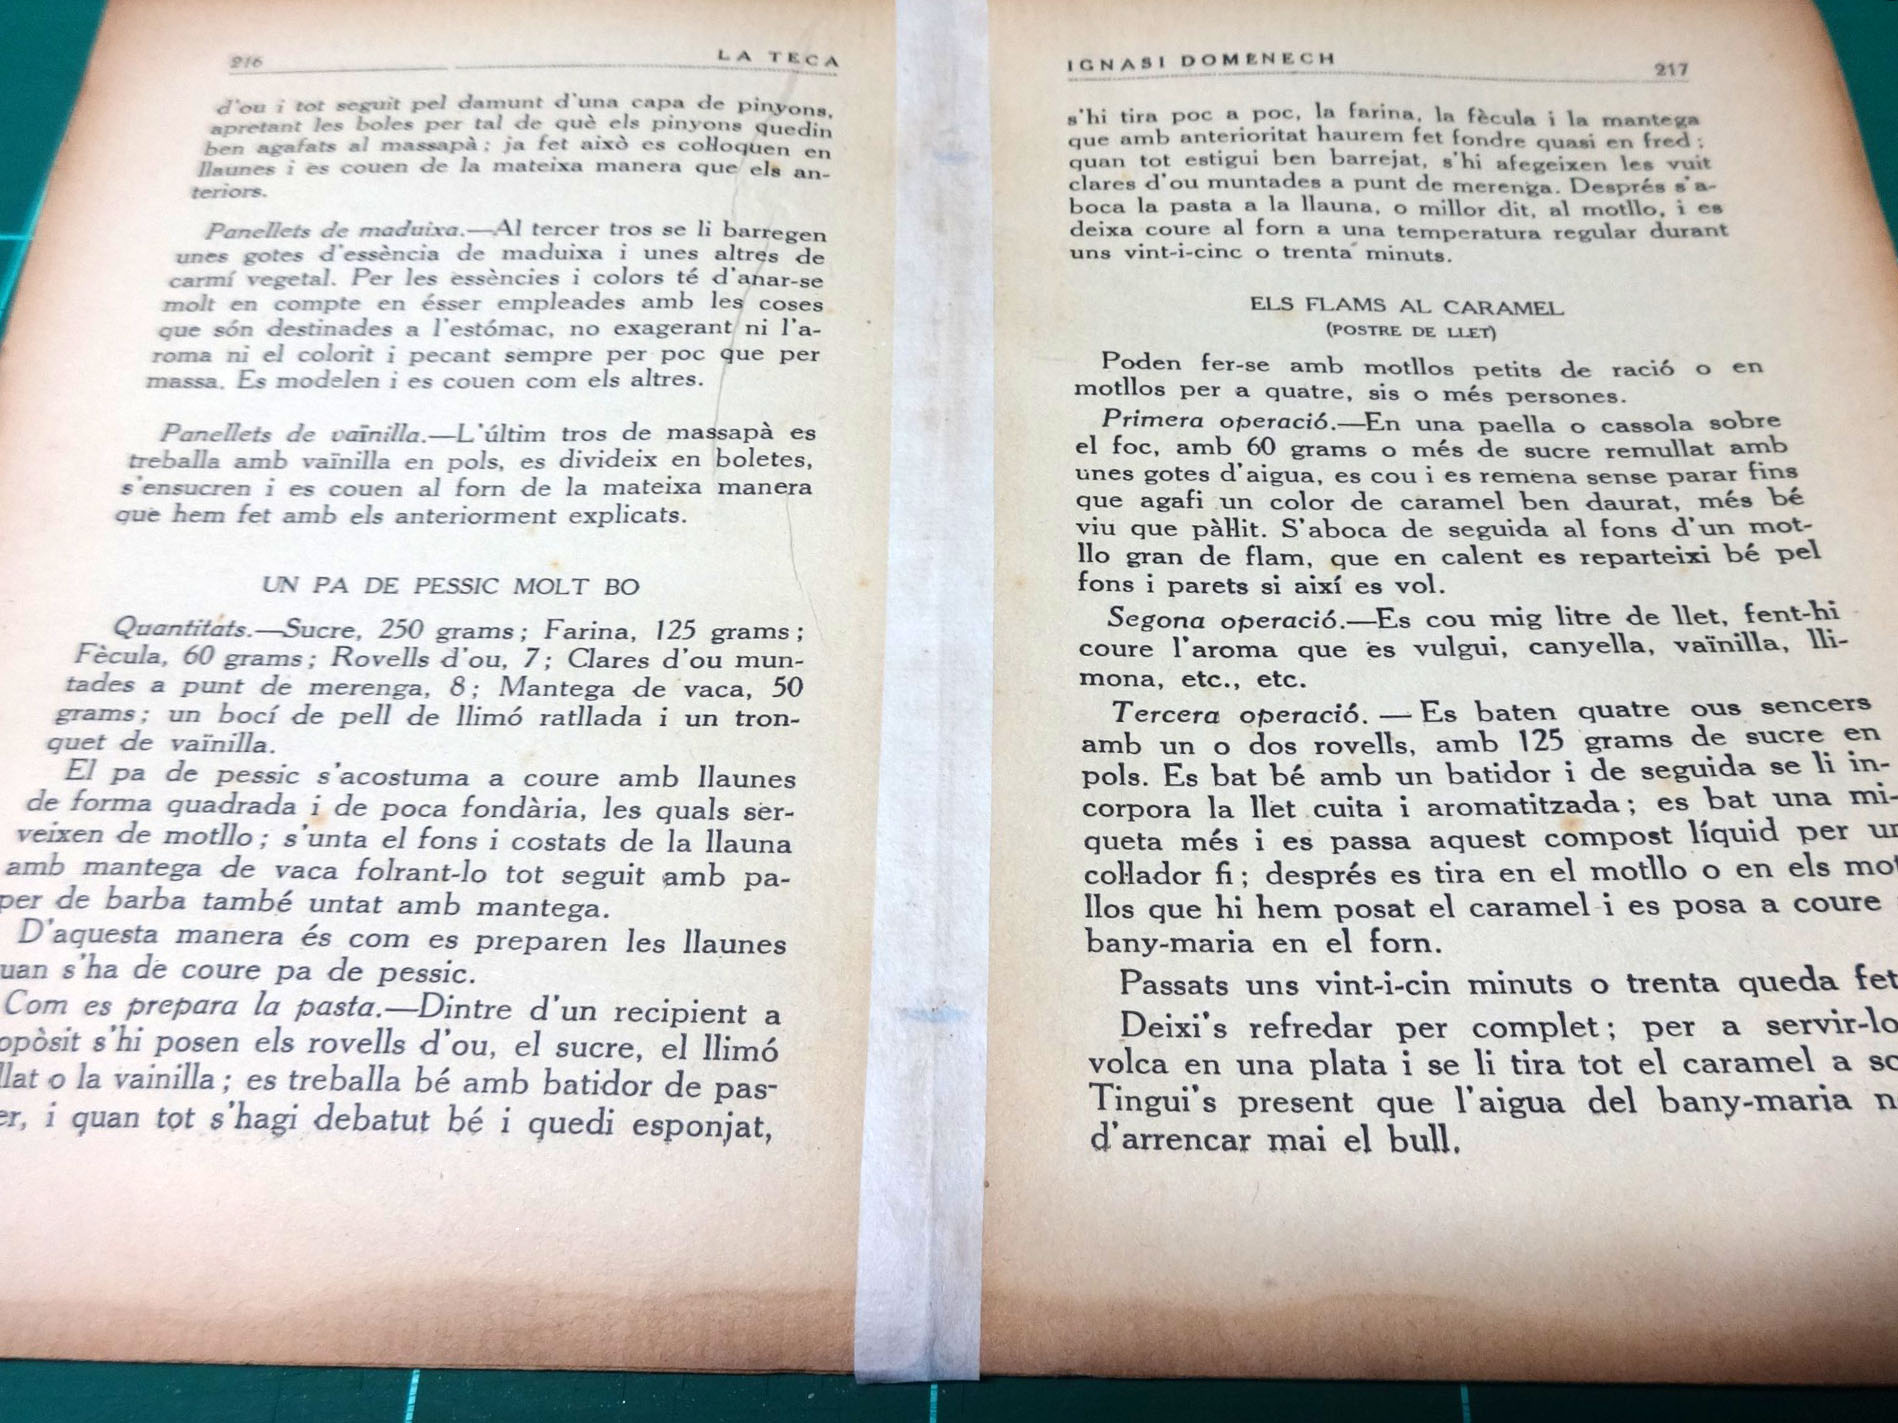 216 LA TECA
d'ou i tot seguit pel damunt d'una capa de pinyons,
apretant les boles per tal de què els pinyons quedin
ben agafats al massapà; ja fet això es col·loquen en
llaunes i es couen de la mateixa manera que els an-
teriors.
Panellets de maduixa.—Al tercer tros se li barregen
unes gotes d'essència de maduixa i unes altres de
carmí vegetal. Per les essències i colors té d'anar-se
molt en compte en ésser empleades amb les coses
que són destinades a l'estómac, no exagerant ni l'a-
roma ni el colorit i pecant sempre per poc que per
massa. Es modelen i es couen com els altres.
Panellets de vaïnilla.—L'últim tros de massapà es
treballa amb vaïnilla en pols, es divideix en boletes,
s'ensucren i es couen al forn de la mateixa manera
que hem fet amb els anteriorment explicats.
UN PA DE PESSIC MOLT BO
Quantitats.—Sucre, 250 grams; Farina, 125 grams;
Fècula, 60 grams; Rovells d'ou, 7; Clares d'ou mun-
tades a punt de merenga, 8; Mantega de vaca, 50
grams; un bocí de pell de llimó ratllada i un tron-
quet de vaïnilla.
El pa de pessic s'acostuma a coure amb llaunes
de forma quadrada i de poca fondària, les quals ser-
veixen de motllo; s'unta el fons i costats de la llauna
amb mantega de vaca folrant-lo tot seguit amb pa-
per de barba també untat amb mantega.
D'aquesta manera és com es preparen les llaunes
uan s'ha de coure pa de pessic.
Com es prepara la pasta.—Dintre d'un recipient a
opòsit s'hi posen els rovells d'ou, el sucre, el llimó
llat o la vainilla; es treballa bé amb batidor de pas-
er, i quan tot s'hagi debatut bé i quedi esponjat,
IGNASI DOMENECH 217
s'hi tira poc a poc, la farina, la fècula i la mantega
que amb anterioritat haurem fet fondre quasi en fred;
quan tot estigui ben barrejat, s'hi afegeixen les vuit
clares d'ou muntades a punt de merenga. Després s'a-
boca la pasta a la llauna, o millor dit, al motllo, i es
deixa coure al forn a una temperatura regular durant
uns vint-i-cinc o trenta minuts.
ELS FLAMS AL CARAMEL
(POSTRE DE LLET)
Poden fer-se amb motllos petits de ració o en
motllos per a quatre, sis o més persones.
Primera operació.—En una paella o cassola sobre
el foc, amb 60 grams o més de sucre remullat amb
unes gotes d'aigua, es cou i es remena sense parar fins
que agafi un color de caramel ben daurat, més bé
viu que pàl·lit. S'aboca de seguida al fons d'un mot-
llo gran de flam, que en calent es reparteixi bé pel
fons i parets si així es vol.
Segona operació.—Es cou mig litre de llet, fent-hi
coure l'aroma que es vulgui, canyella, vaïnilla, lli-
mona, etc., etc.
Tercera operació. — Es baten quatre ous sencers
amb un o dos rovells, amb 125 grams de sucre en
pols. Es bat bé amb un batidor i de seguida se li in-
corpora la llet cuita i aromatitzada; es bat una mi-
queta més i es passa aquest compost líquid per un
col·lador fi; després es tira en el motllo o en els mot
llos que hi hem posat el caramel i es posa a coure
bany-maria en el forn.
Passats uns vint-i-cin minuts o trenta queda fet
Deixi's refredar per complet; per a servir-lo
volca en una plata i se li tira tot el caramel a so
Tingui's present que l'aigua del bany-maria n
d'arrencar mai el bull.